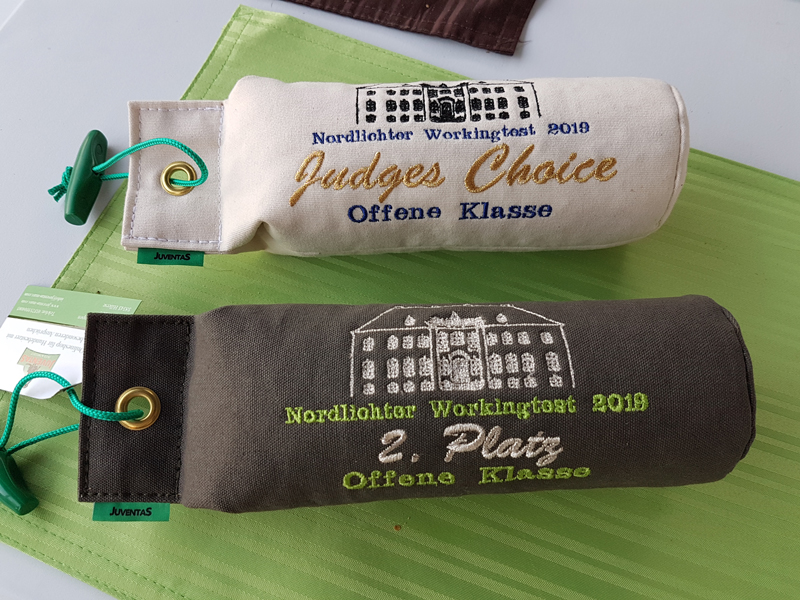 Nordlichter Workingtest 2019
Judges Choice
Offene Klasse
JUVENTAS
Nordlichter Workingtest 2019
2. Platz
Offene Klasse
JUVENTAS